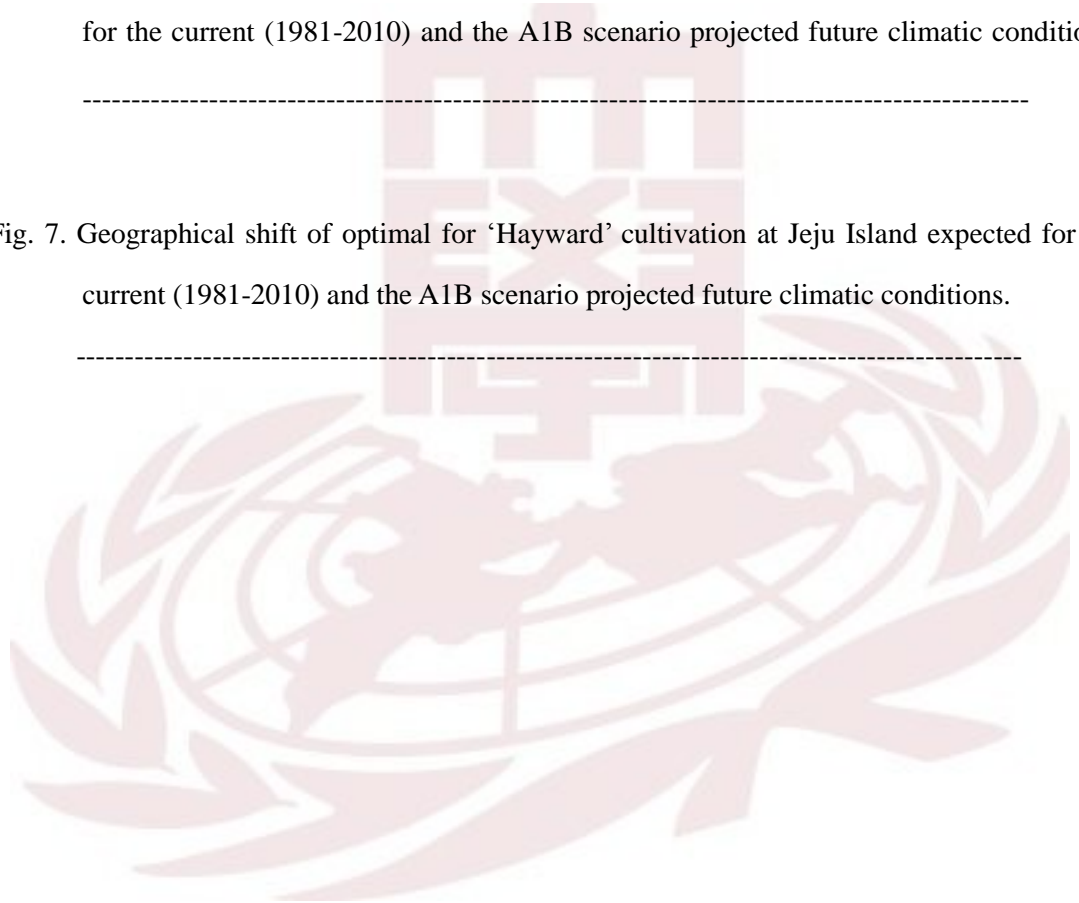 for the current (1981-2010) and the A1B scenario projected future climatic
------------------------------------------------------------------------------------------------
Fig. 7. Geographical shift of optimal for ‘Hayward’ cultivation at Jeju Island expected for
current (1981-2010) and the A1B scenario projected future climatic conditions.
------------------------------------------------------------------------------------------------